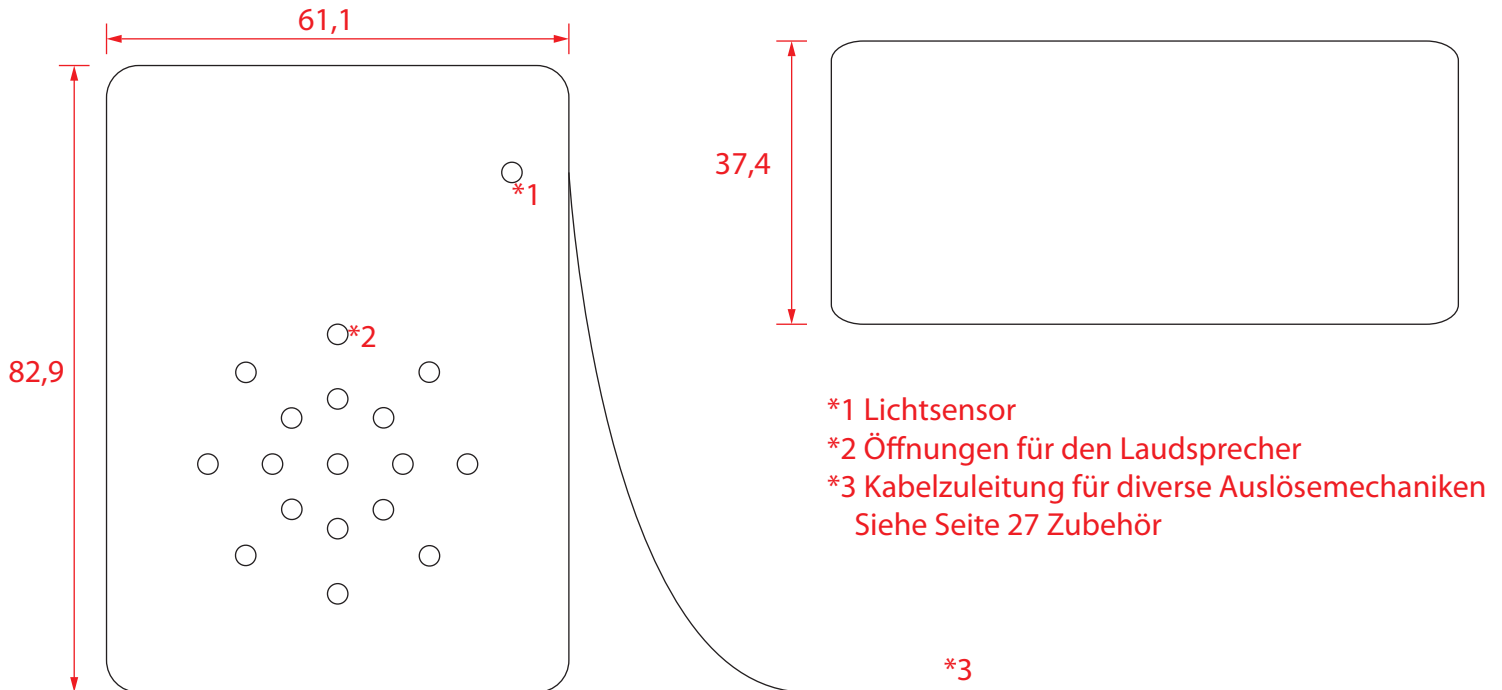 61,1
37,4
*1
*2
82,9
*1 Lichtsensor
*2 Öffnungen für den Laudsprecher
*3 Kabelzuleitung für diverse Auslösemechaniken
Siehe Seite 27 Zubehör
*3